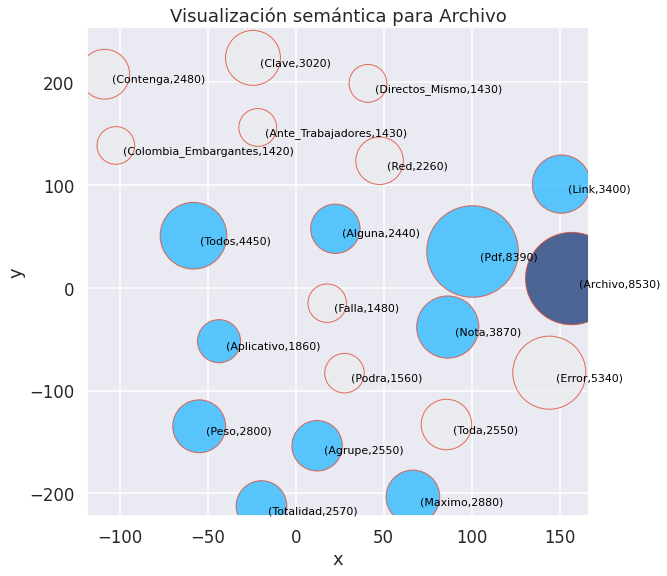 Visualización semántica para Archivo
(Clave,3020)
(Contenga,2480)
(Directos_Mismo,1430)
(Ante_Trabajadores,1430)
(Colombia_Embargantes,1420)
(Red,2260)
(Link,3400)
(Todos,4450)
(Alguna,2440)
(Pdf,8390)
(Archivo,8530)
(Falla,1480)
(Nota,3870)
(Aplicativo,1860)
(Podra,1560)
(Error,5340)
(Peso,2800)
(Toda,2550)
(Agrupe,2550)
(Maximo,2880)
(Totalidad,2570)
y
200
100
0
−100
−200
−100 −50 0 50 100 150
x